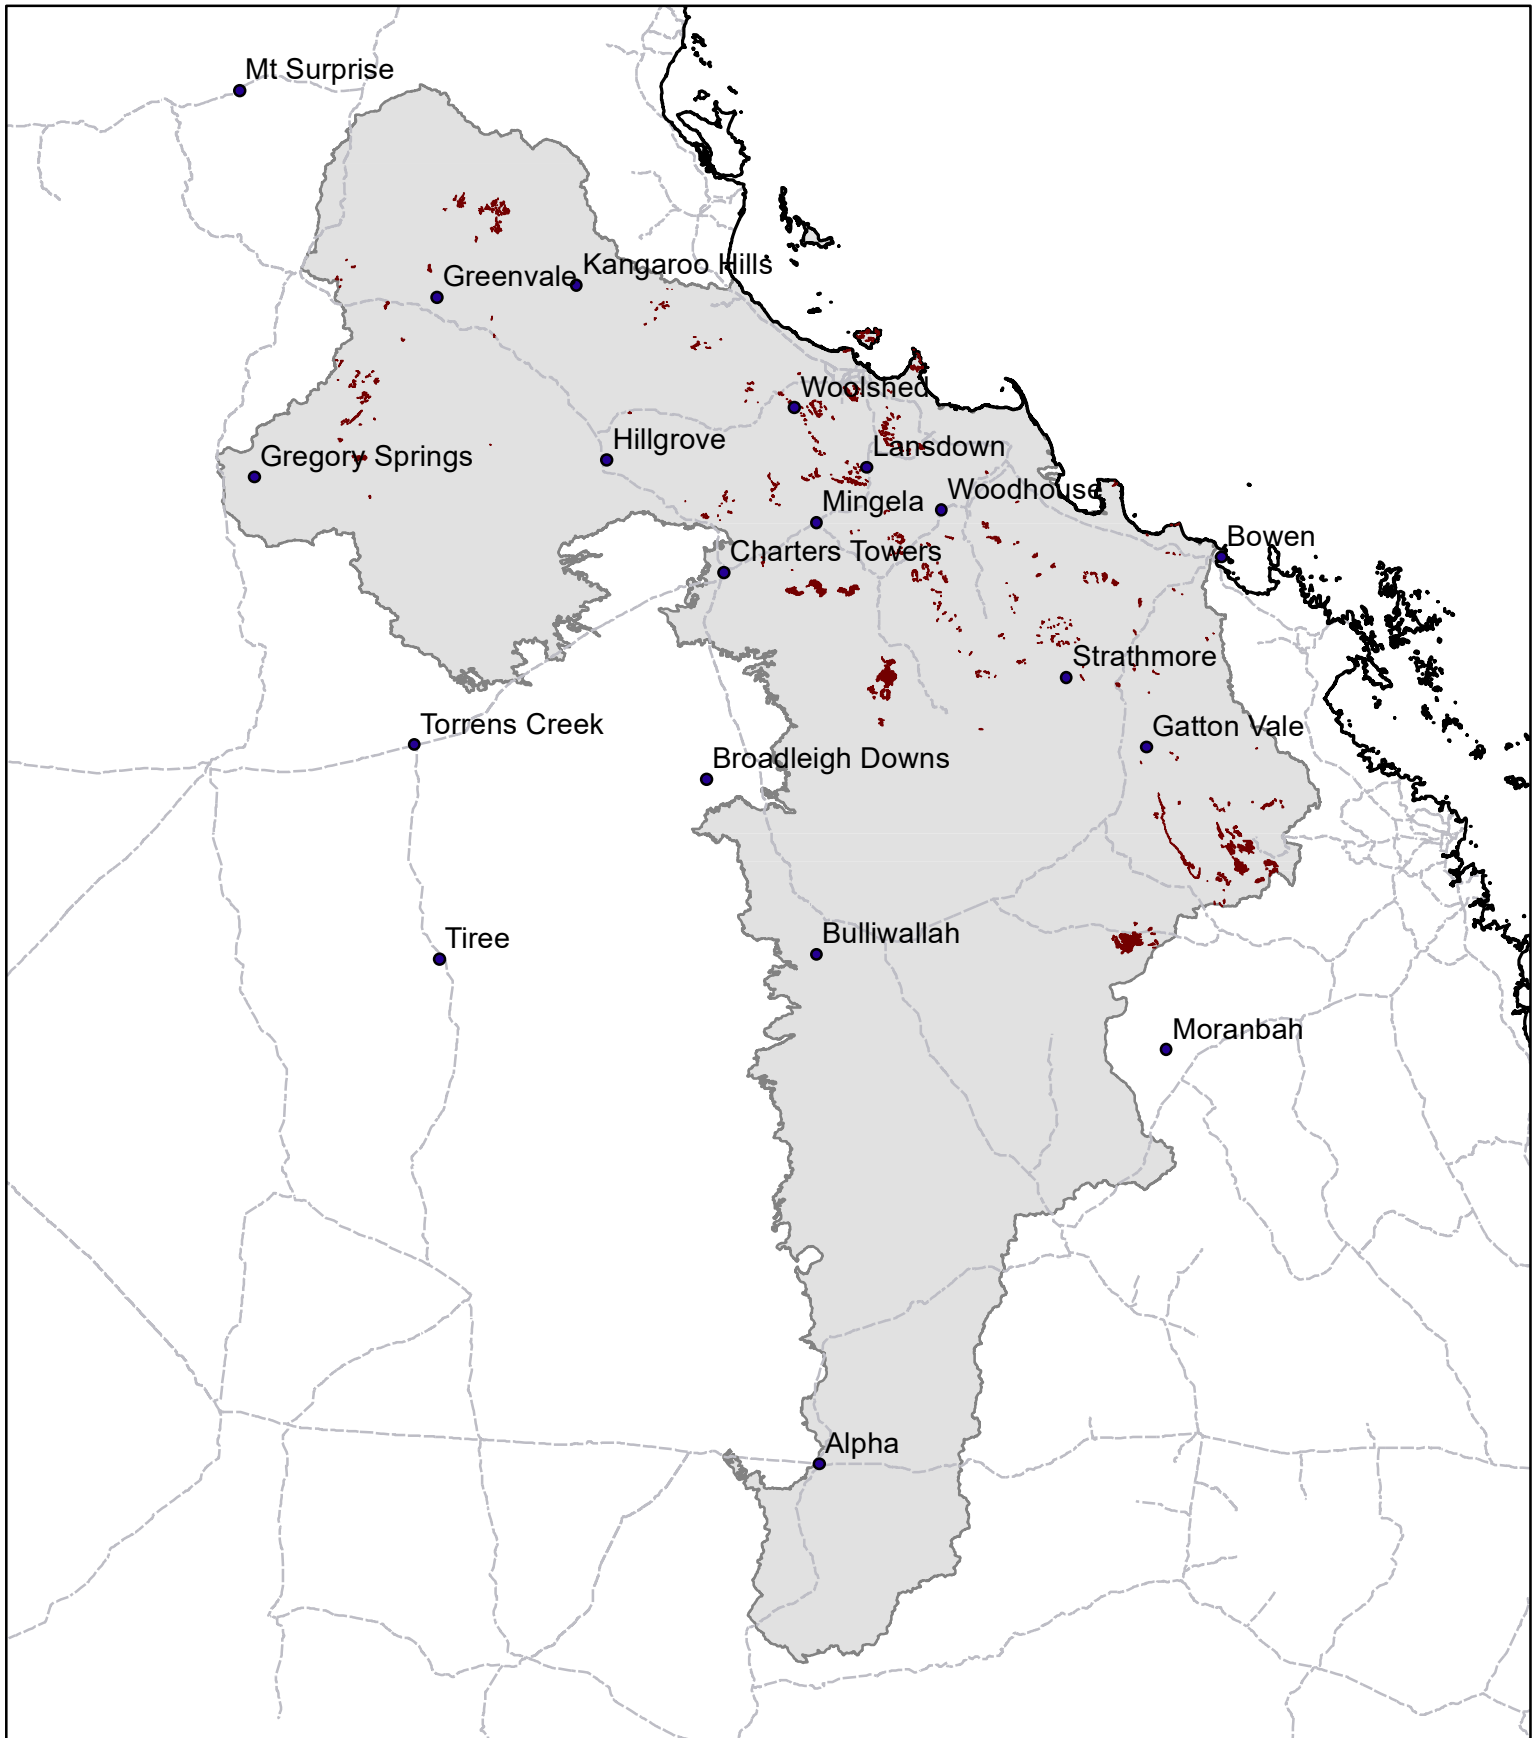 Mt Surprise
Kangaroo Hills
Greenvale
Woolshed
Hillgrove
Lansdown
Gregory Springs
Woodhouse
Mingela
Bowen
Charters Towers
Strathmore
Torrens Creek
Gatton Vale
Broadleigh Downs
Bulliwallah
Tiree
Moranbah
Alpha